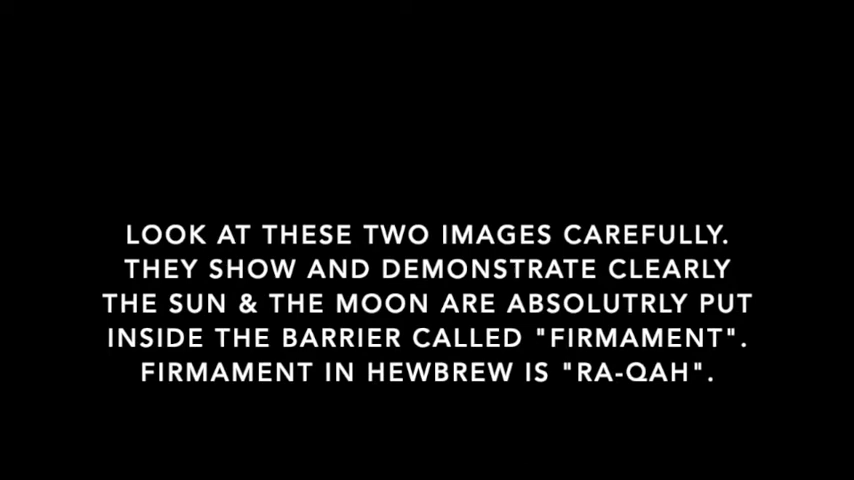 LOOK AT THESE TWO IMAGES CAREFULLY.
THEY SHOW AND DEMONSTRATE CLEARLY
THE SUN & THE MOON ARE ABSOLUTRLY PUT
INSIDE THE BARRIER CALLED "FIRMAMENT".
FIRMAMENT IN HEWBREW IS "RA-QAH".